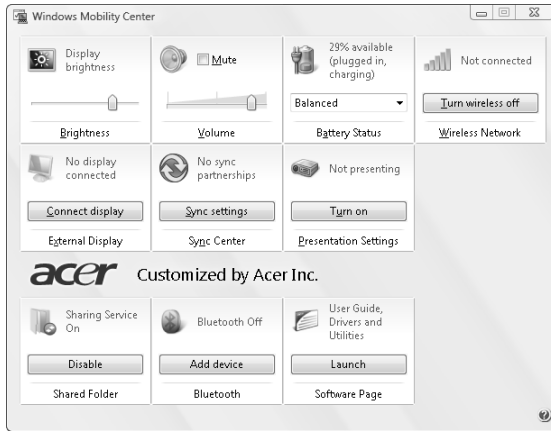 Windows Mobility Center
Display
brightness
Brightness
Mute
Volume
29% available
(plugged in,
charging)
Balanced
Battery Status
Not connected
Turn wireless off
Wireless Network
No display
connected
Connect display
External Display
No sync
partnerships
Sync settings
Sync Center
Not presenting
Turn on
Presentation Settings
acer Customized by Acer Inc.
Sharing Service
On
Disable
Shared Folder
Bluetooth Off
Add device
Bluetooth
User Guide,
Drivers and
Utilities
Launch
Software Page